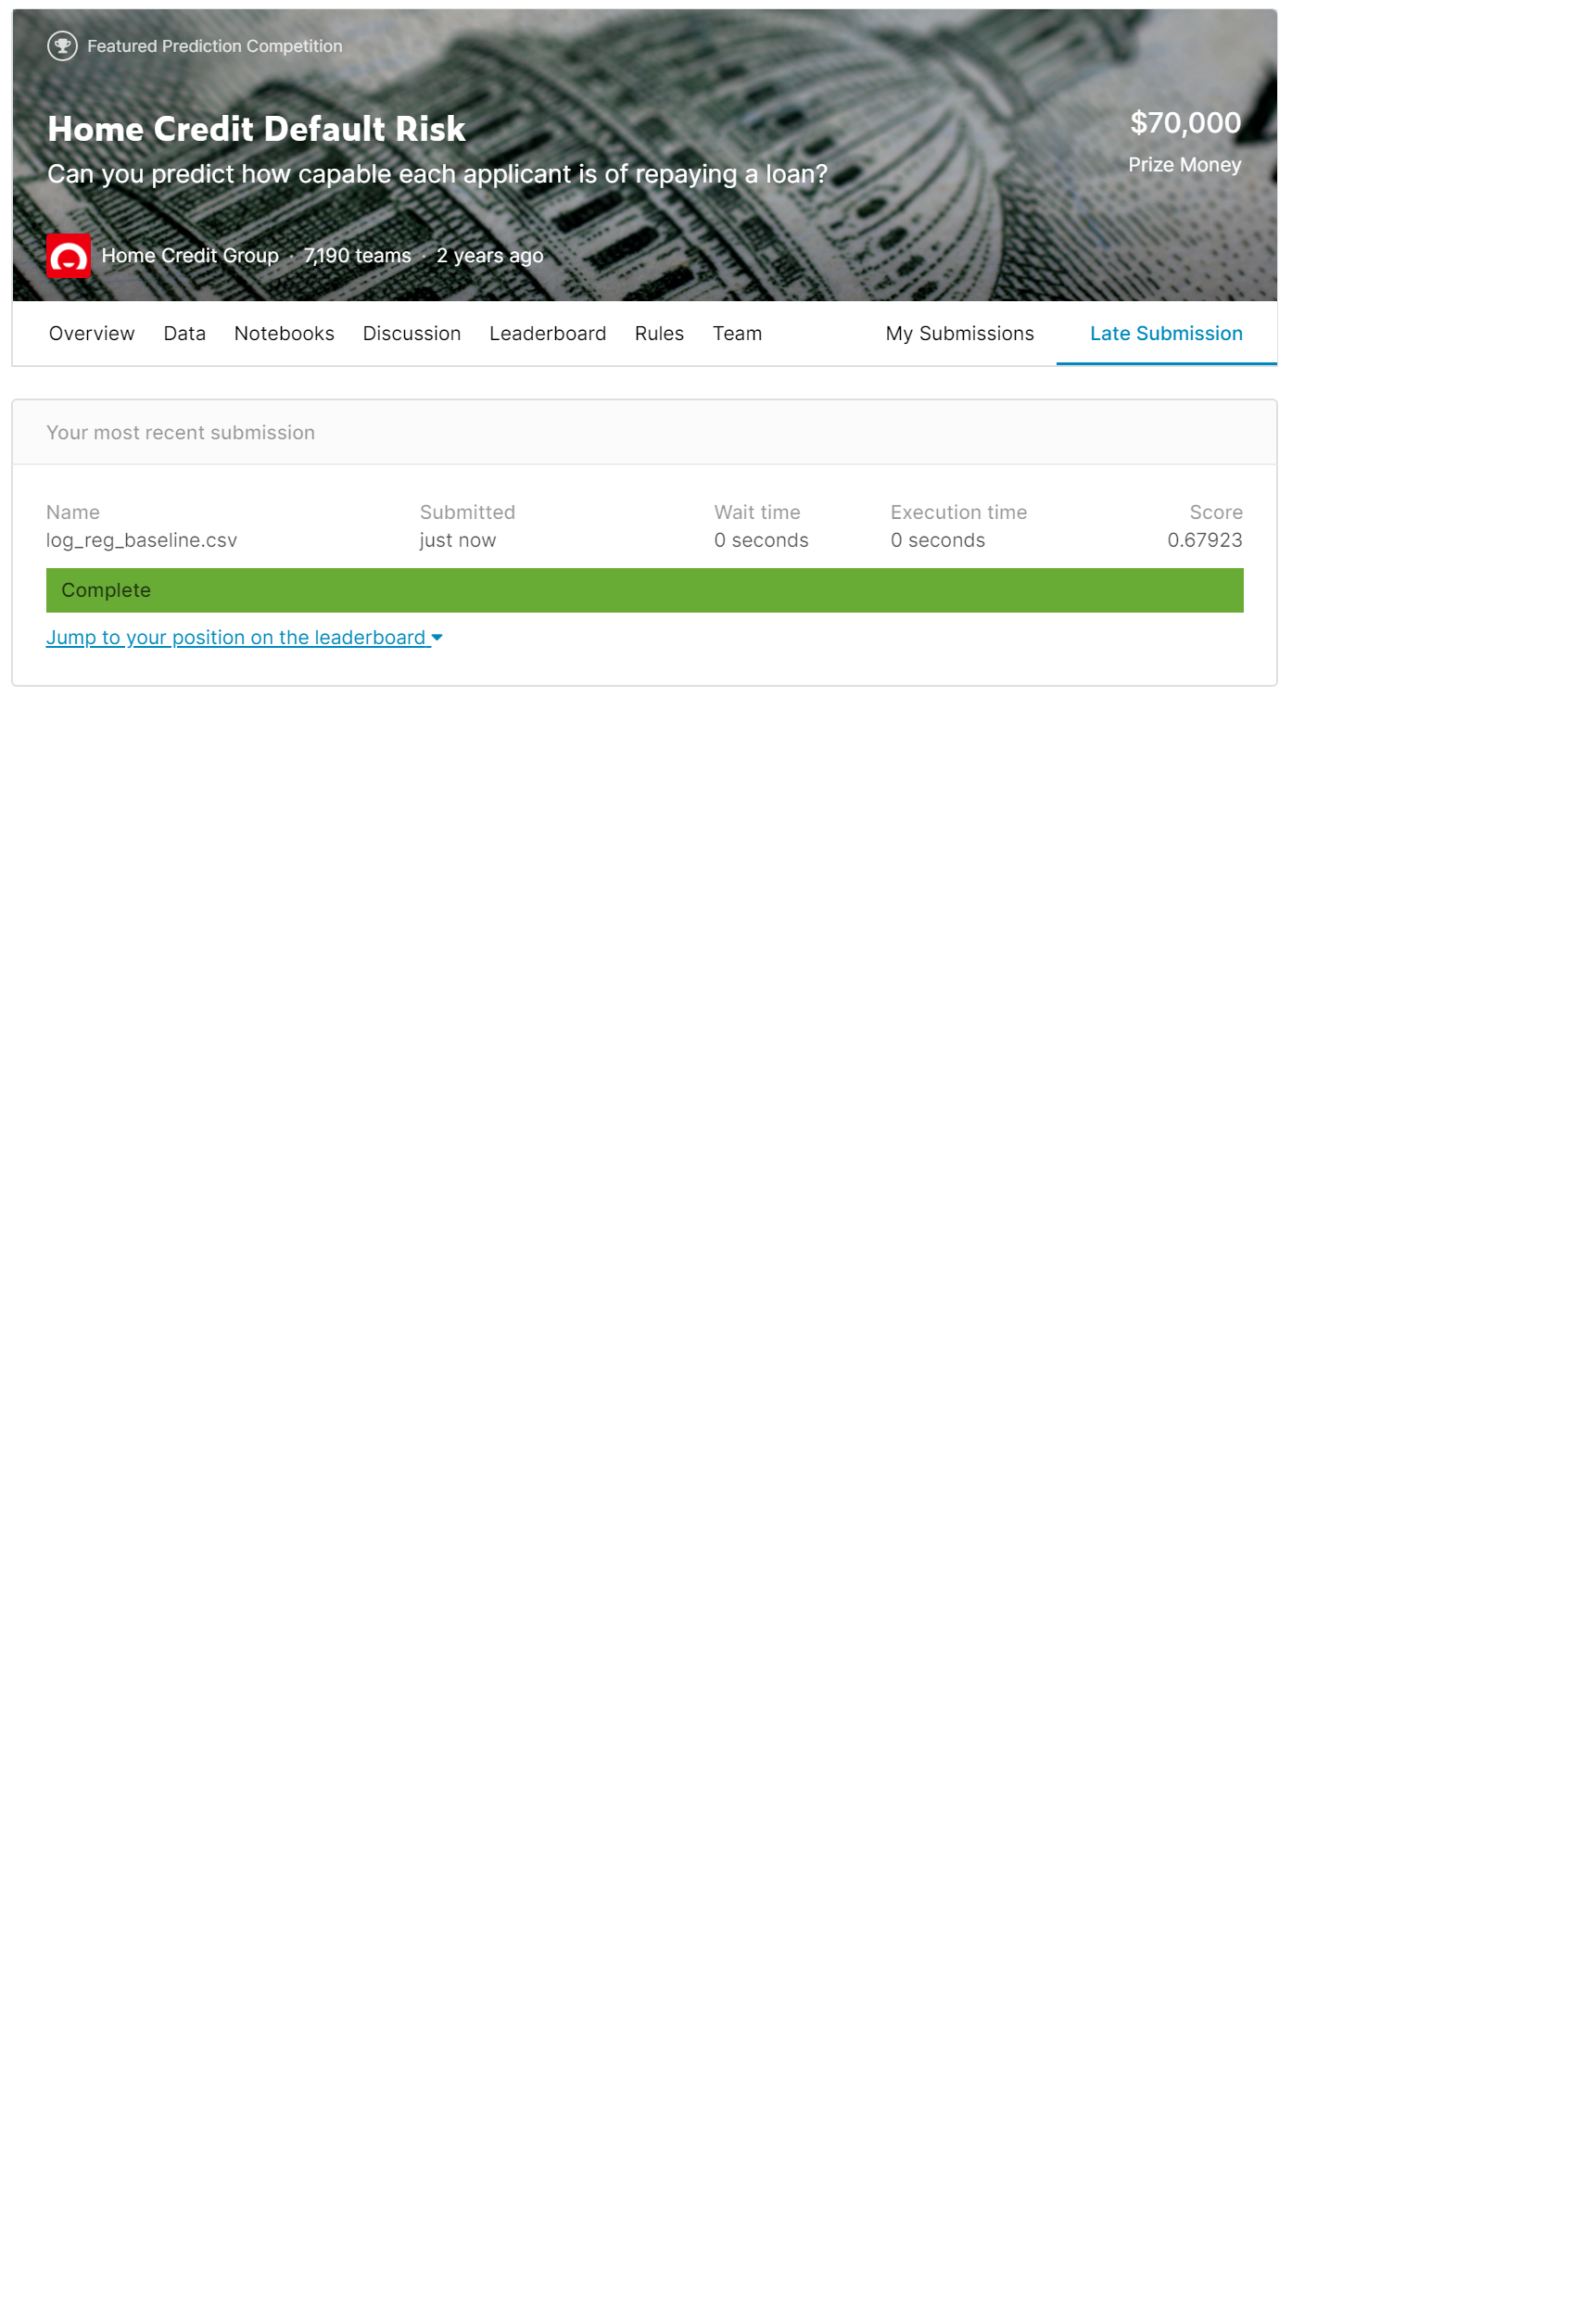 Featured Prediction Competition
Home Credit Default Risk
Can you predict how capable each applicant is of repaying a loan?
$70,000
Prize Money
Home Credit Group · 7,190 teams · 2 years ago
Overview Data Notebooks Discussion Leaderboard Rules Team My Submissions Late Submission
Your most recent submission
Name Submitted Wait time Execution time Score
log_reg_baseline.csv just now 0 seconds 0 seconds 0.67923
Complete
Jump to your position on the leaderboard